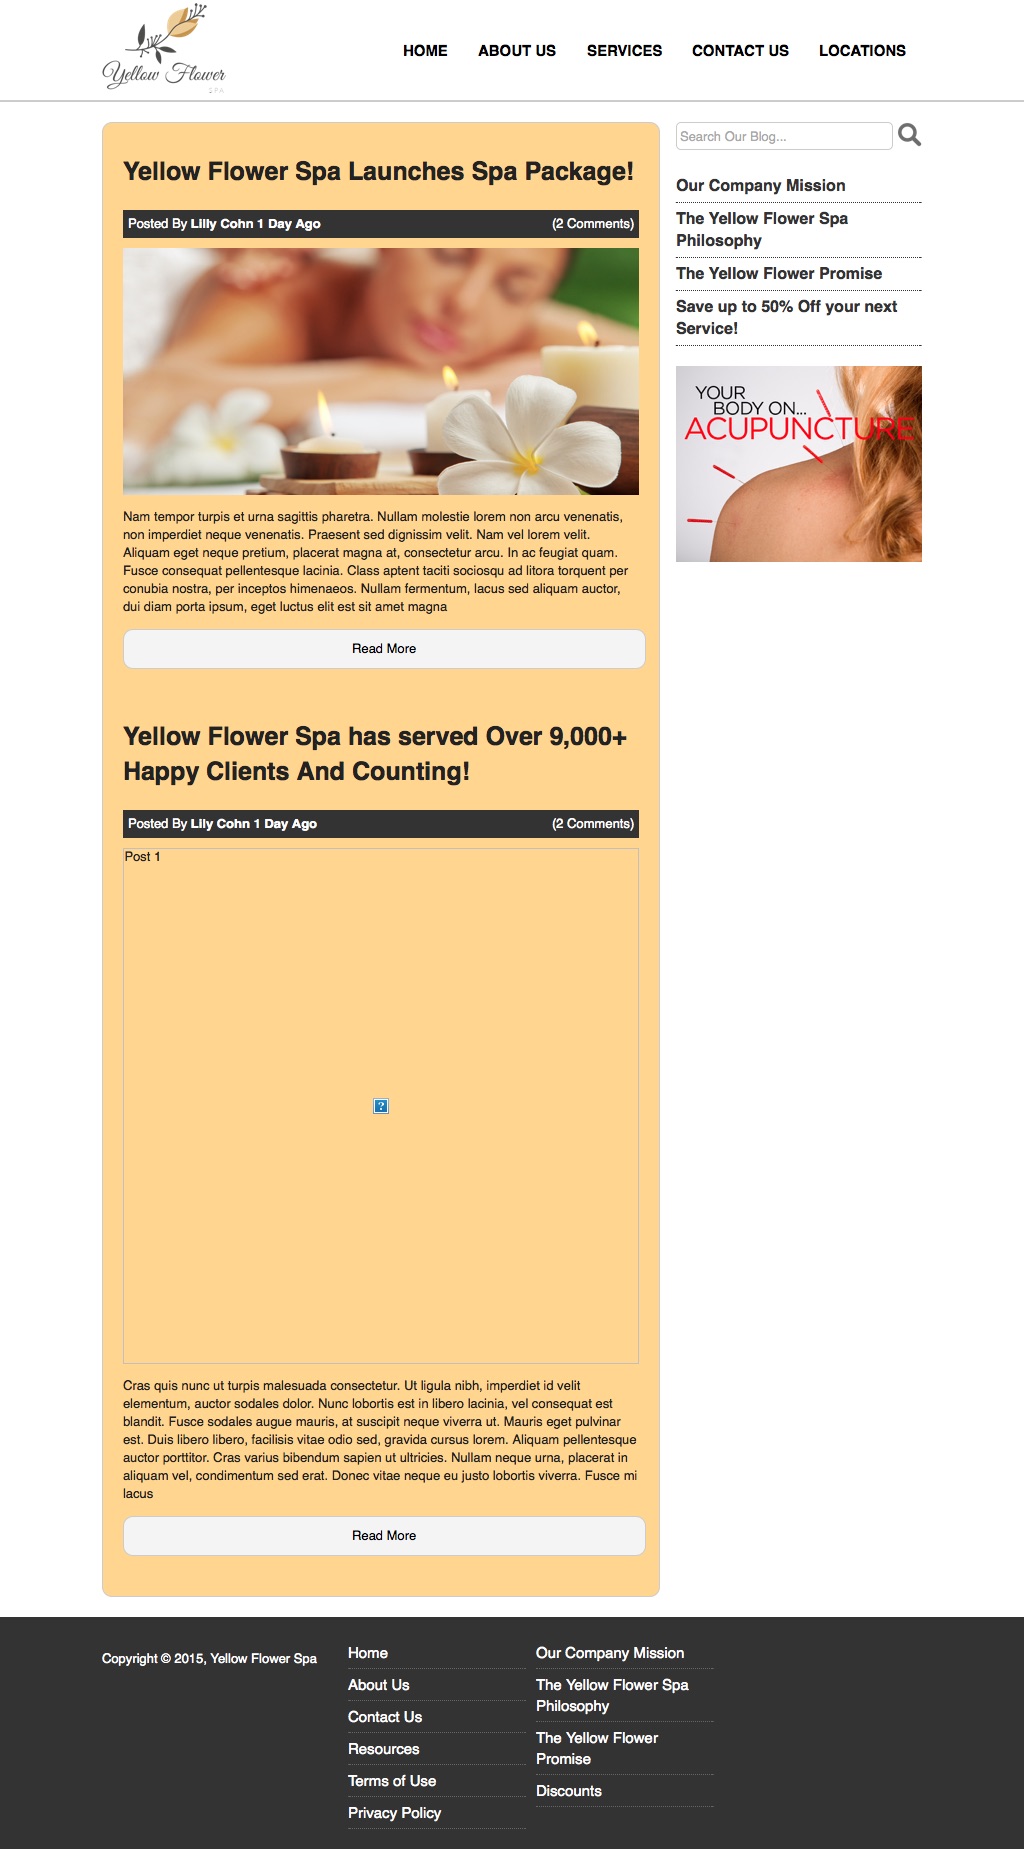 Yellow Flower
SPA
HOME ABOUT US SERVICES CONTACT US LOCATIONS
Yellow Flower Spa Launches Spa Package!
Posted By Lilly Cohn 1 Day Ago (2 Comments)
Nam tempor turpis et urna sagittis pharetra. Nullam molestie lorem non arcu venenatis,
non imperdiet neque venenatis. Praesent sed dignissim velit. Nam vel lorem velit.
Aliquam eget neque pretium, placerat magna at, consectetur arcu. In ac feugiat quam.
Fusce consequat pellentesque lacinia. Class aptent taciti sociosqu ad litora torquent per
conubia nostra, per inceptos himenaeos. Nullam fermentum, lacus sed aliquam auctor,
dui diam porta ipsum, eget luctus elit est sit amet magna
Read More
Yellow Flower Spa has served Over 9,000+
Happy Clients And Counting!
Posted By Lily Cohn 1 Day Ago (2 Comments)
Post 1
Cras quis nunc ut turpis malesuada consectetur. Ut ligula nibh, imperdiet id velit
elementum, auctor sodales dolor. Nunc lobortis est in libero lacinia, vel consequat est
blandit. Fusce sodales augue mauris, at suscipit neque viverra ut. Mauris eget pulvinar
est. Duis libero libero, facilisis vitae odio sed, gravida cursus lorem. Aliquam pellentesque
auctor porttitor. Cras varius bibendum sapien ut ultricies. Nullam neque urna, placerat in
aliquam vel, condimentum sed erat. Donec vitae neque eu justo lobortis viverra. Fusce mi
lacus
Read More
Search Our Blog...
Our Company Mission
The Yellow Flower Spa
Philosophy
The Yellow Flower Promise
Save up to 50% Off your next
Service!
YOUR
BODY ON...
ACUPUNCTURE
Copyright © 2015, Yellow Flower Spa
Home
About Us
Contact Us
Resources
Terms of Use
Privacy Policy
Our Company Mission
The Yellow Flower Spa
Philosophy
The Yellow Flower
Promise
Discounts